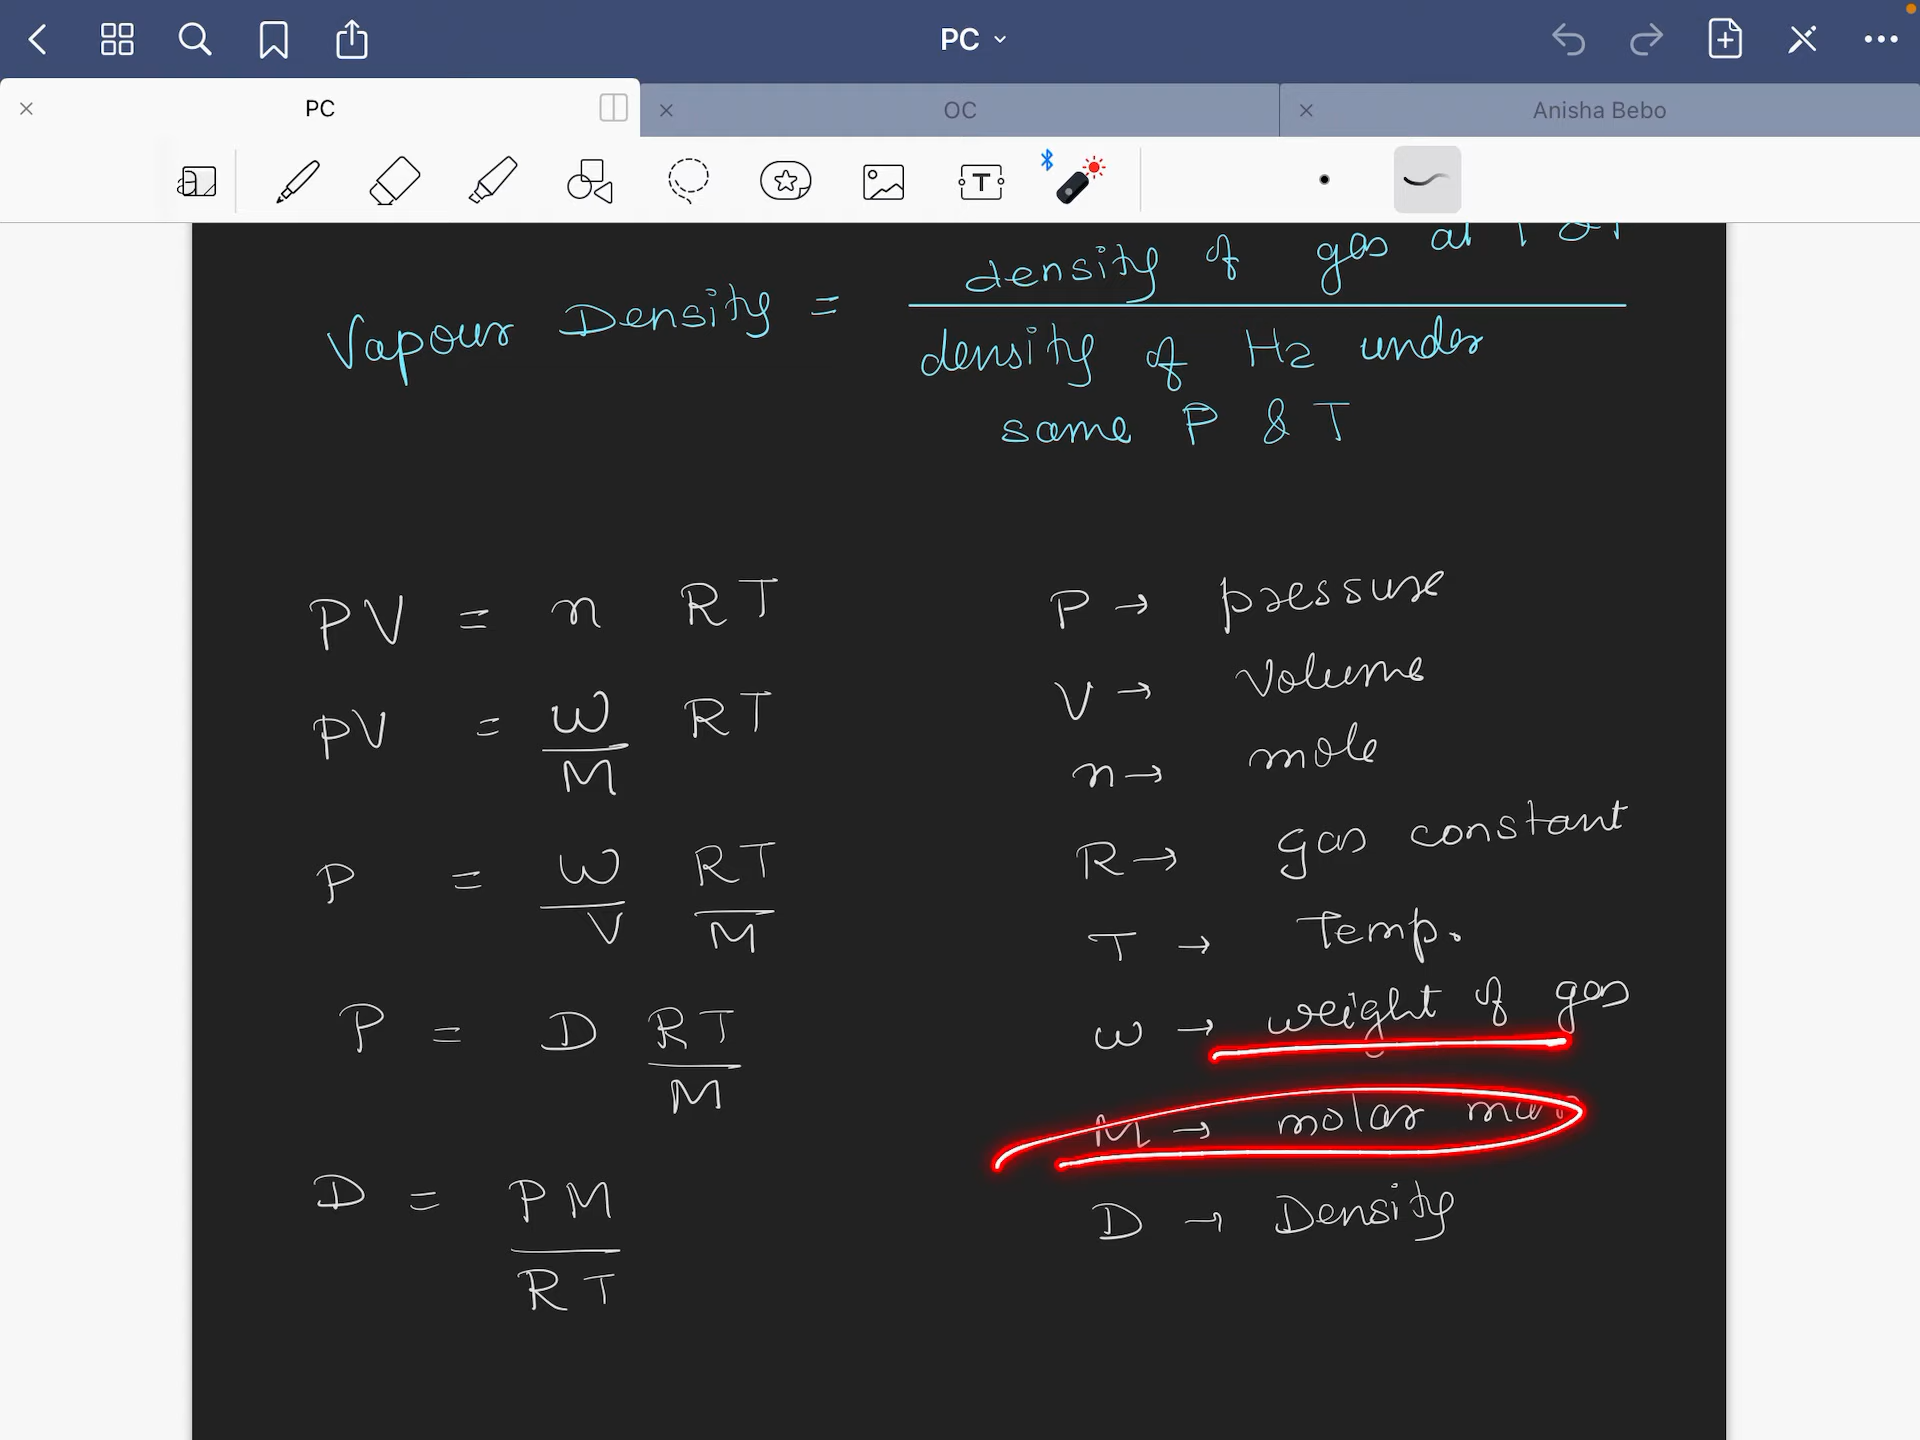 PC
PC
OC
Anisha Bebo
Vapour Density = density of gas at
density of H2 under
same P & T
PV = n RT
PV = w/M RT
P = w/V RT/M
P = D RT/M
D = PM/RT
P → pressure
V → Volume
n → mole
R → gas constant
T → Temp.
w → weight of gas
M → molar
D → Density